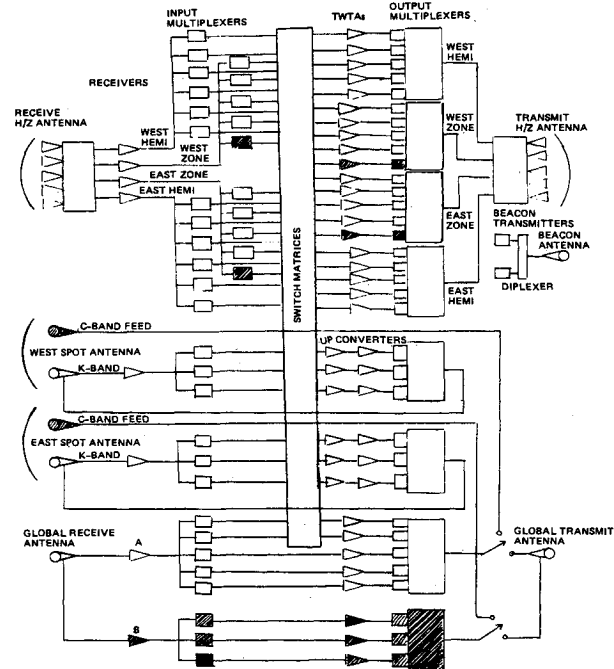 INPUT
MULTIPLEXERS
TWTAs
OUTPUT
MULTIPLEXERS
WEST
HEMI
RECEIVERS
RECEIVE
H/Z ANTENNA
WEST
HEMI
WEST
ZONE
EAST ZONE
EAST HEMI
SWITCH MATRICES
WEST
ZONE
TRANSMIT
H/Z ANTENNA
EAST
ZONE
BEACON
TRANSMITTERS
BEACON
ANTENNA
DIPLEXER
EAST
HEMI
C-BAND FEED
WEST SPOT ANTENNA
K-BAND
UP CONVERTERS
C-BAND FEED
EAST SPOT ANTENNA
K-BAND
GLOBAL RECEIVE
ANTENNA
A
GLOBAL TRANSMIT
ANTENNA
B